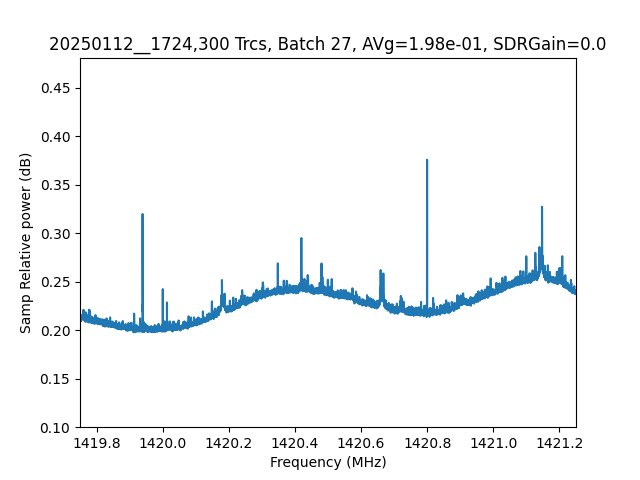 20250112__1724,300 Trcs, Batch 27, AVg=1.98e-01, SDRGain=0.0
0.45
0.40
0.35
0.30
0.25
0.20
0.15
0.10
Samp Relative power (dB)
1419.8 1420.0 1420.2 1420.4 1420.6 1420.8 1421.0 1421.2
Frequency (MHz)